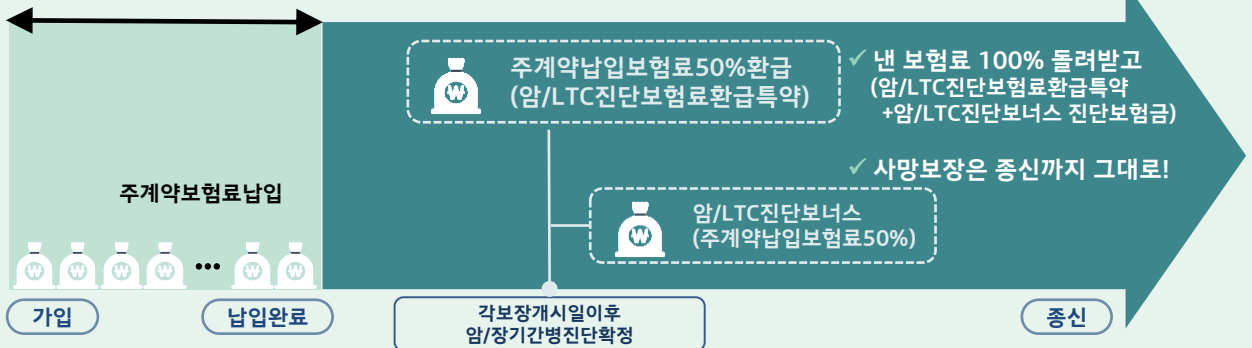 주계약납입보험료50%환급
(암/LTC진단보험료환급특약)
✓ 낸 보험료 100% 돌려받고
(암/LTC진단보험료환급특약
+암/LTC진단보너스 진단보험금)
✓ 사망보장은 종신까지 그대로!
주계약보험료납입
암/LTC진단보너스
(주계약납입보험료50%)
•••
가입
납입완료
각보장개시일이후
암/장기간병진단확정
종신